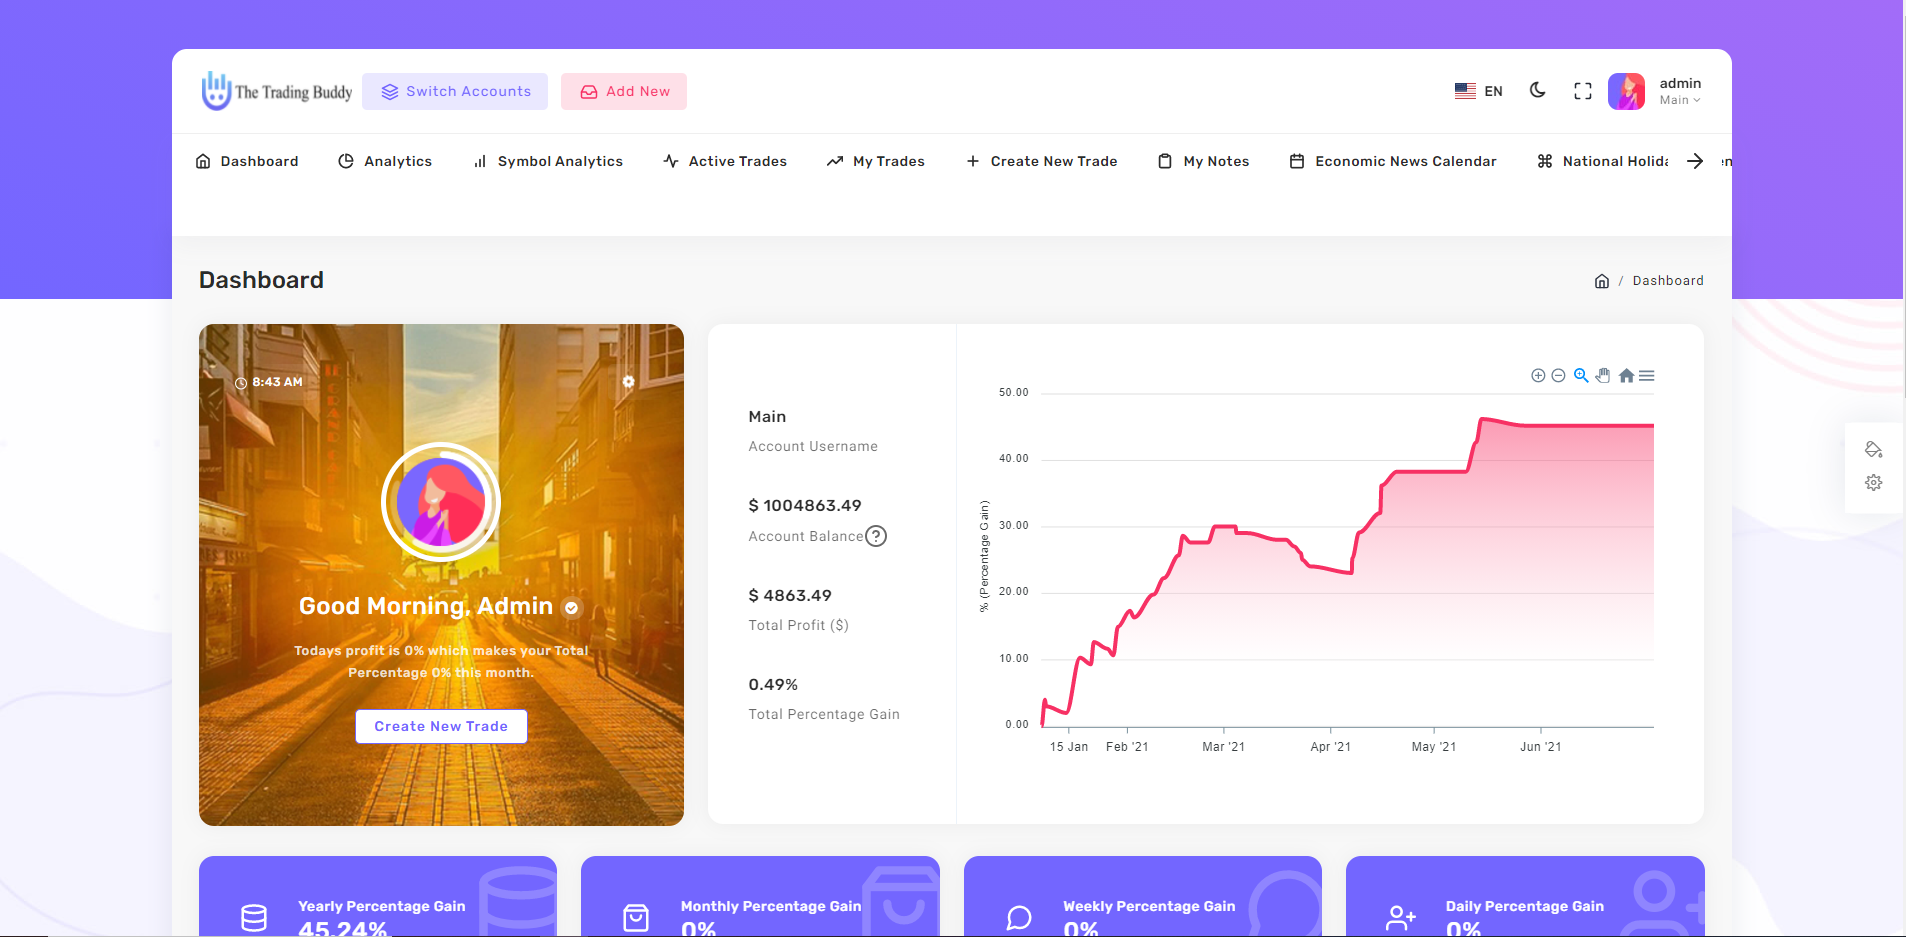 The Trading Buddy
Switch Accounts
Add New
EN
admin
Main
Dashboard
Analytics
Symbol Analytics
Active Trades
My Trades
Create New Trade
My Notes
Economic News Calendar
National Holida
en
Dashboard
/ Dashboard
8:43 AM
Good Morning, Admin
Todays profit is 0% which makes your Total
Percentage 0% this month.
Create New Trade
Main
Account Username
$ 1004863.49
Account Balance
$ 4863.49
Total Profit ($)
0.49%
Total Percentage Gain
% (Percentage Gain)
50.00
40.00
30.00
20.00
10.00
0.00
15 Jan
Feb '21
Mar '21
Apr '21
May '21
Jun '21
Yearly Percentage Gain
45.24%
Monthly Percentage Gain
0%
Weekly Percentage Gain
0%
Daily Percentage Gain
0%